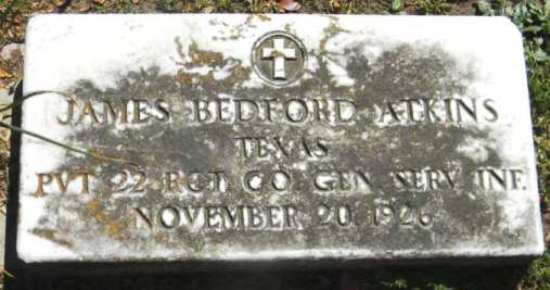 JAMES BEDFORD ATKINS
TEXAS
PVT 22 RCT. CO. GEN. SERV. INF.
NOVEMBER 20, 1926